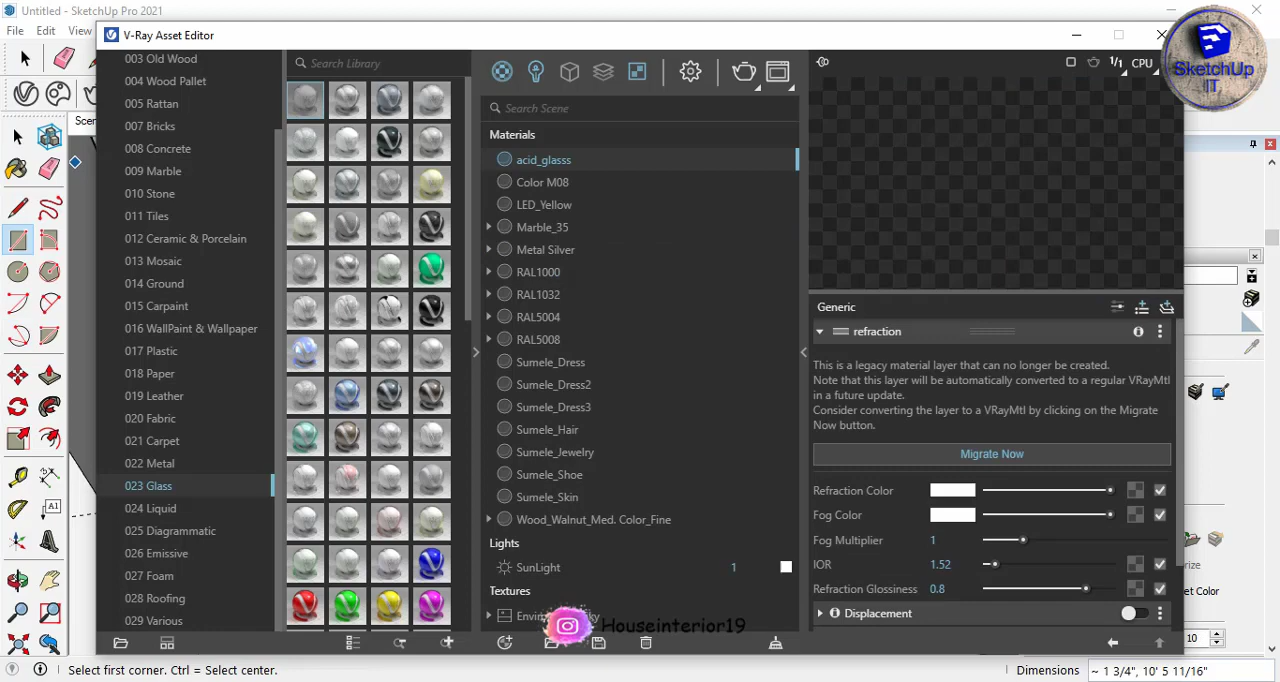 Untitled - SketchUp Pro 2021
File Edit View
V-Ray Asset Editor
SketchUp
IT
Scen
003 Old Wood
004 Wood Pallet
005 Rattan
007 Bricks
008 Concrete
009 Marble
010 Stone
011 Tiles
012 Ceramic & Porcelain
013 Mosaic
014 Ground
015 Carpaint
016 WallPaint & Wallpaper
017 Plastic
018 Paper
019 Leather
020 Fabric
021 Carpet
022 Metal
023 Glass
024 Liquid
025 Diagrammatic
026 Emissive
027 Foam
028 Roofing
029 Various
Search Library
Search Scene
Materials
acid_glasss
Color M08
LED_Yellow
Marble_35
Metal Silver
RAL1000
RAL1032
RAL5004
RAL5008
Sumele_Dress
Sumele_Dress2
Sumele_Dress3
Sumele_Hair
Sumele_Jewelry
Sumele_Shoe
Sumele_Skin
Wood_Walnut_Med. Color_Fine
Lights
SunLight 1
Textures
Houseinterior19
1/1 CPU
Generic
refraction
This is a legacy material layer that can no longer be created.
Note that this layer will be automatically converted to a regular VRayMtl
in a future update.
Consider converting the layer to a VRayMtl by clicking on the Migrate
Now button.
Migrate Now
Refraction Color
Fog Color
Fog Multiplier 1
IOR 1.52
Refraction Glossiness 0.8
Displacement
rize
ct Color
10
A1
Select first corner. Ctrl = Select center.
Dimensions ~ 1 3/4", 10' 5 11/16"